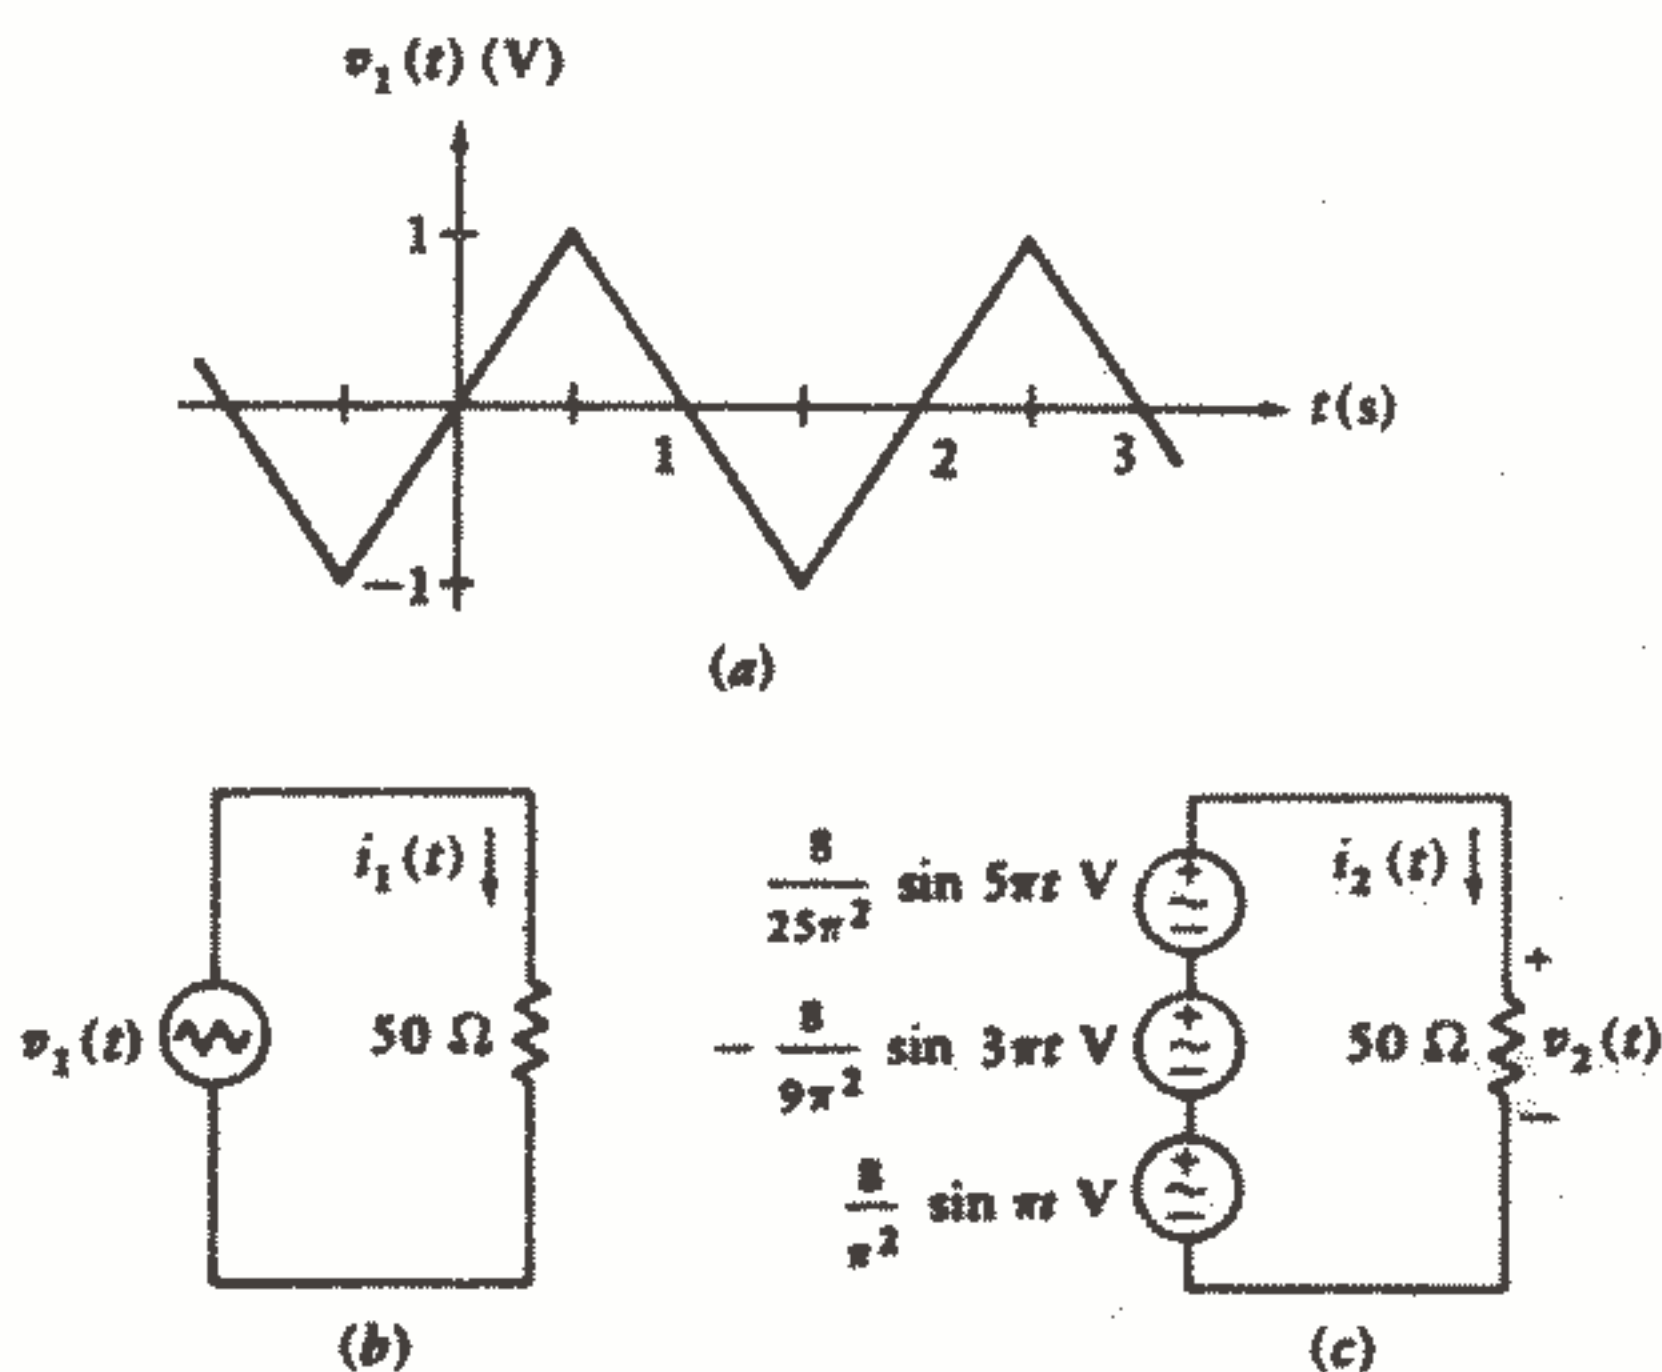 v₁(t) (V)
1
t(s)
1 2 3
−1
(a)
i₁(t)
v₁(t)
50 Ω
(b)
8/25π² sin 5πt V
− 8/9π² sin 3πt V
8/π² sin πt V
+
~
−
+
~
−
+
~
−
i₂(t)
+
50 Ω v₂(t)
−
(c)